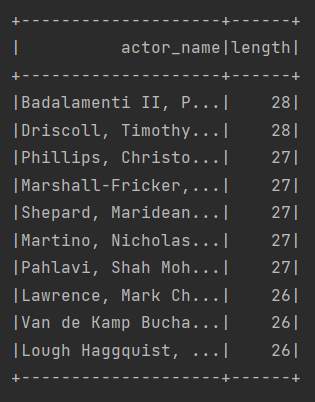 +--------------------+------+
|          actor_name|length|
+--------------------+------+
|Badalamenti II, P...|    28|
|Driscoll, Timothy...|    28|
|Phillips, Christo...|    27|
|Marshall-Fricker,...|    27|
|Shepard, Maridean...|    27|
|Martino, Nicholas...|    27|
|Pahlavi, Shah Moh...|    27|
|Lawrence, Mark Ch...|    26|
|Van de Kamp Bucha...|    26|
|Lough Haggquist, ...|    26|
+--------------------+------+